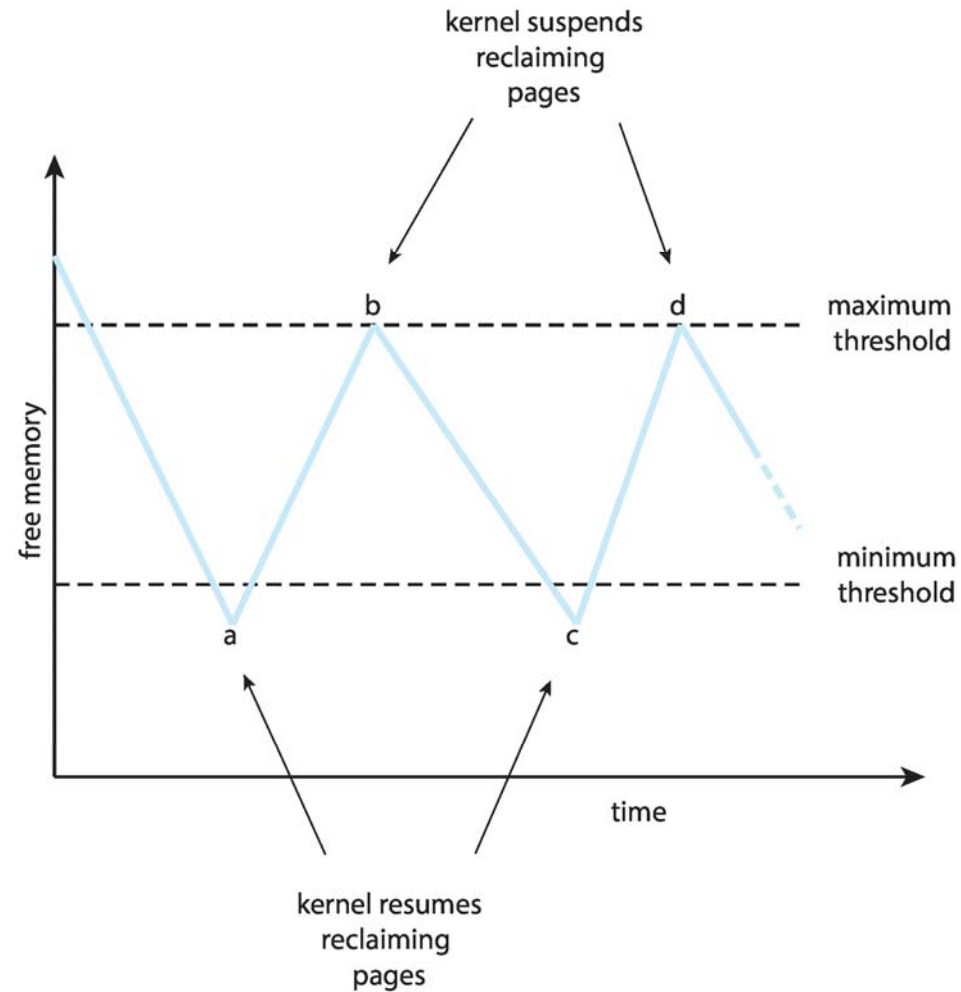 kernel suspends
reclaiming
pages
b
d
maximum
threshold
free memory
minimum
threshold
a
c
time
kernel resumes
reclaiming
pages